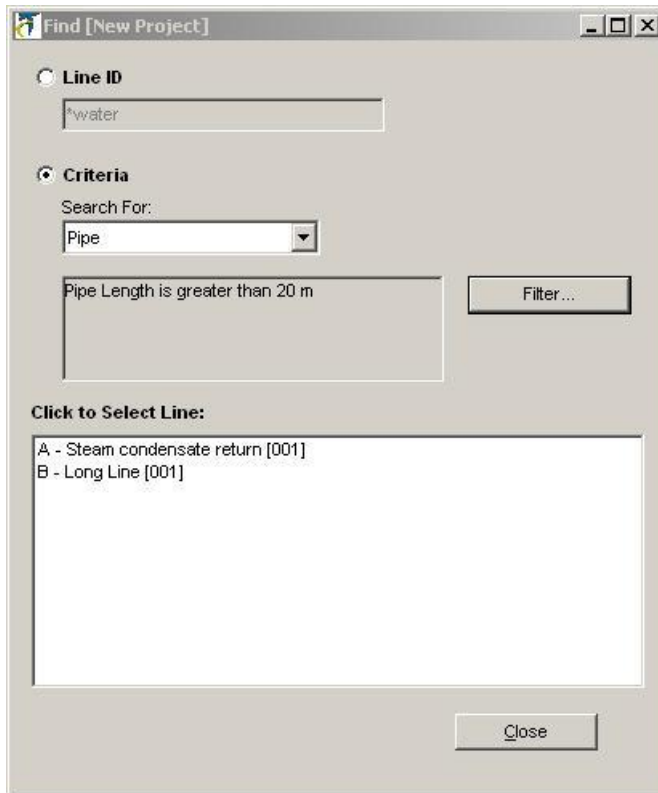 Find [New Project]
Line ID
*water
Criteria
Search For:
Pipe
Pipe Length is greater than 20 m
Filter...
Click to Select Line:
A - Steam condensate return [001]
B - Long Line [001]
Close